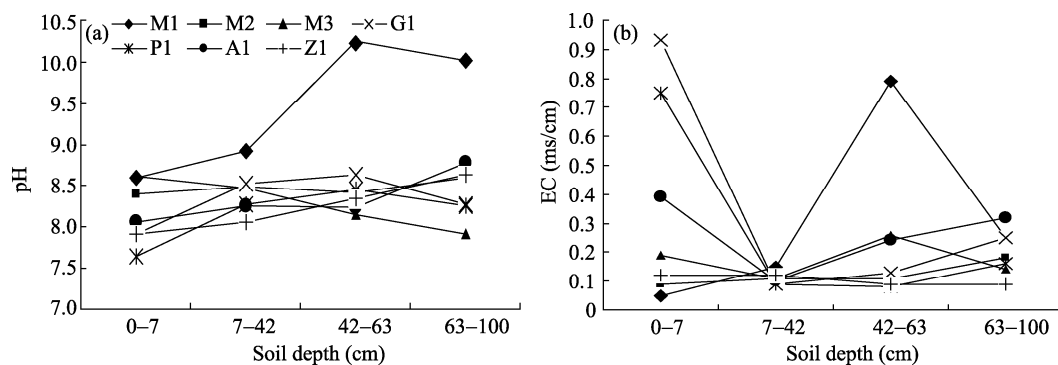 (a) M1 M2 M3 G1
P1 A1 Z1
10.5
10.0
9.5
9.0
8.5
8.0
7.5
7.0
pH
0–7 7–42 42–63 63–100
Soil depth (cm)
(b)
1.0
0.9
0.8
0.7
0.6
0.5
0.4
0.3
0.2
0.1
0
EC (ms/cm)
0–7 7–42 42–63 63–100
Soil depth (cm)